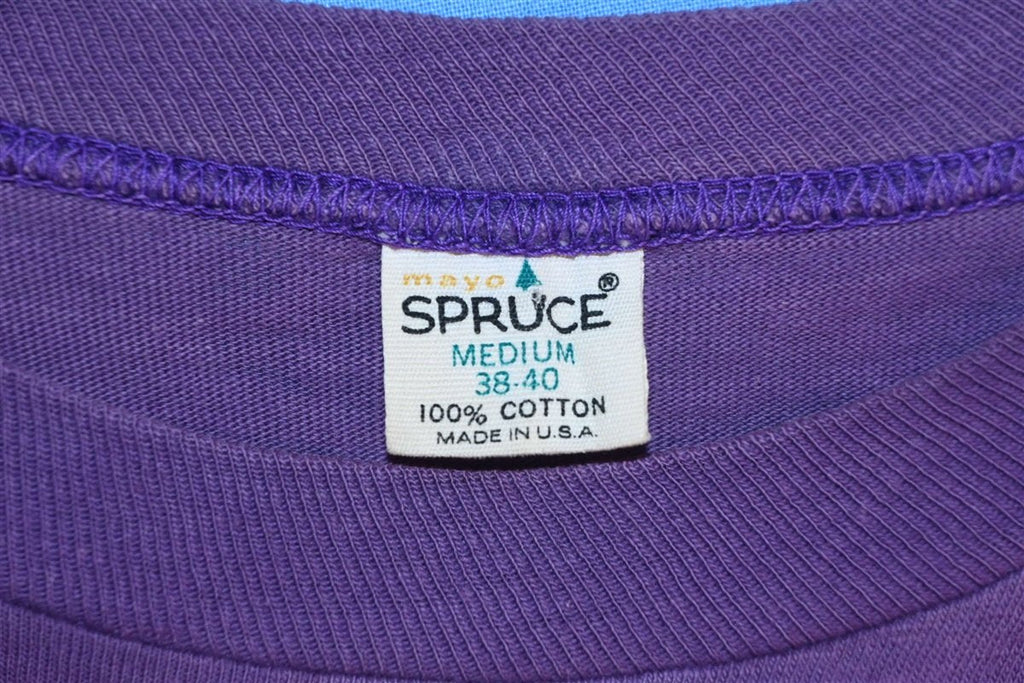 mayo
SPRUCE®
MEDIUM
38-40
100% COTTON
MADE IN U.S.A.